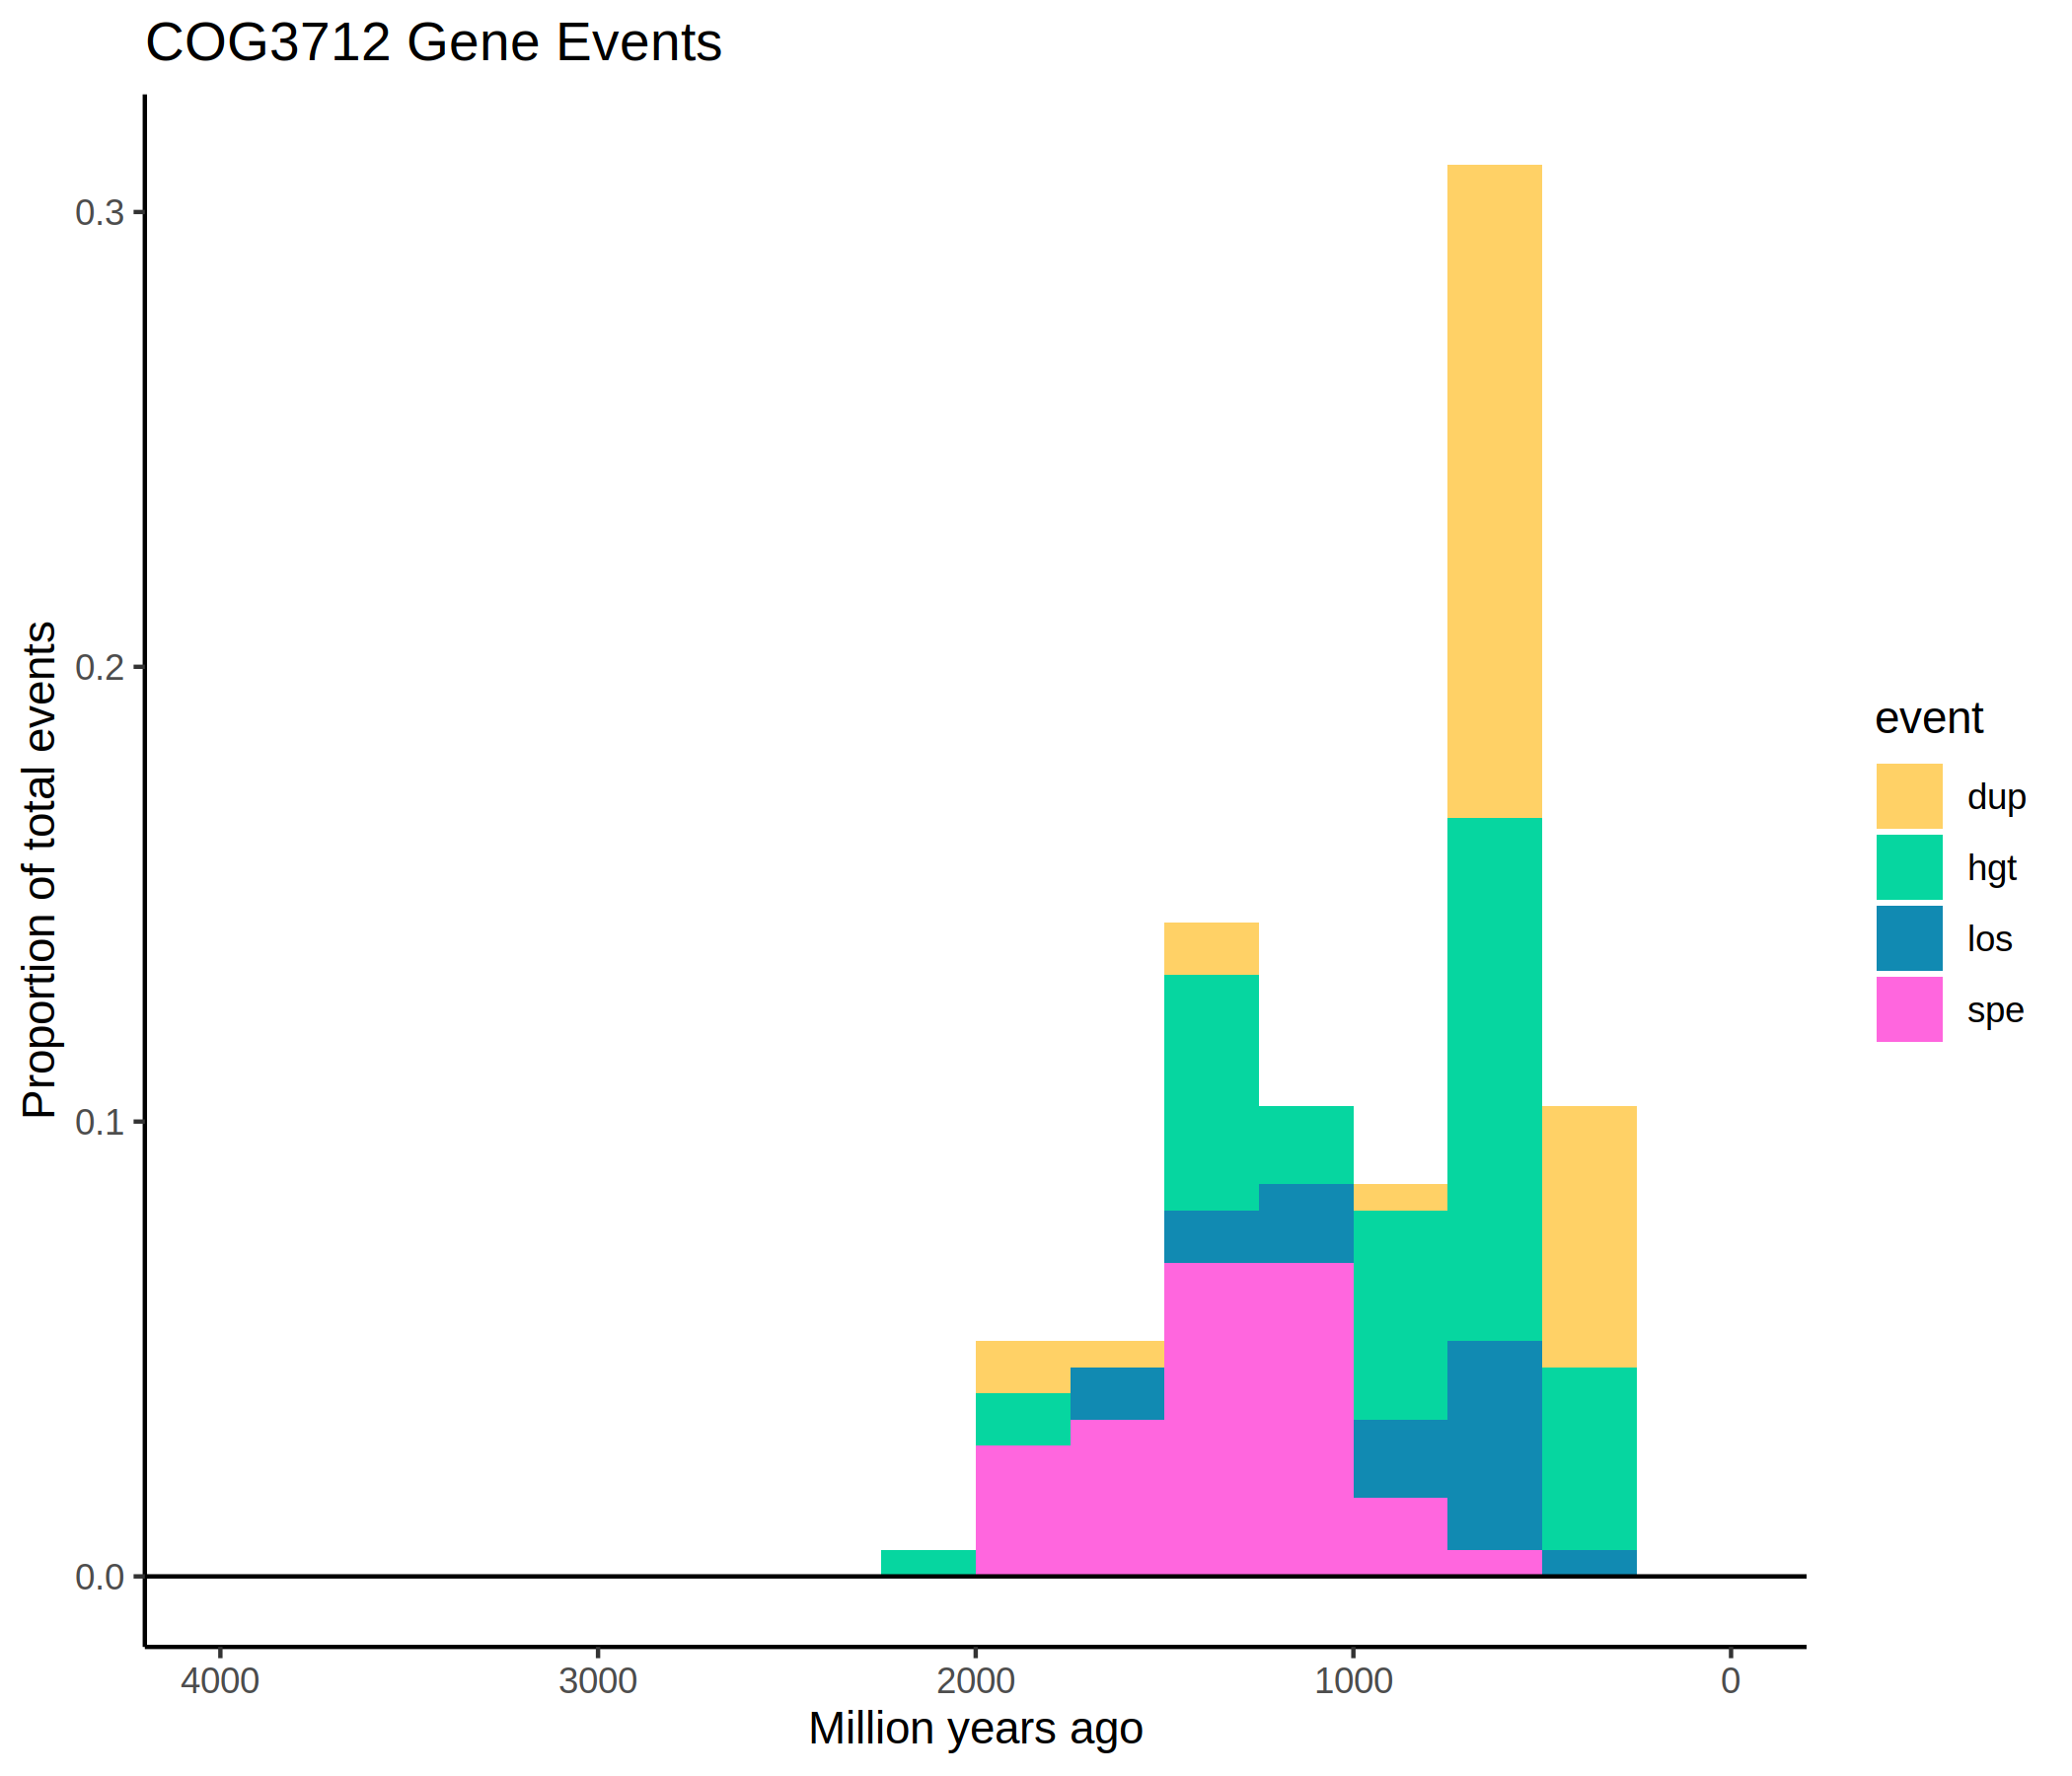 COG3712 Gene Events
Proportion of total events
0.3
0.2
0.1
0.0
4000 3000 2000 1000 0
Million years ago
event
dup
hgt
los
spe